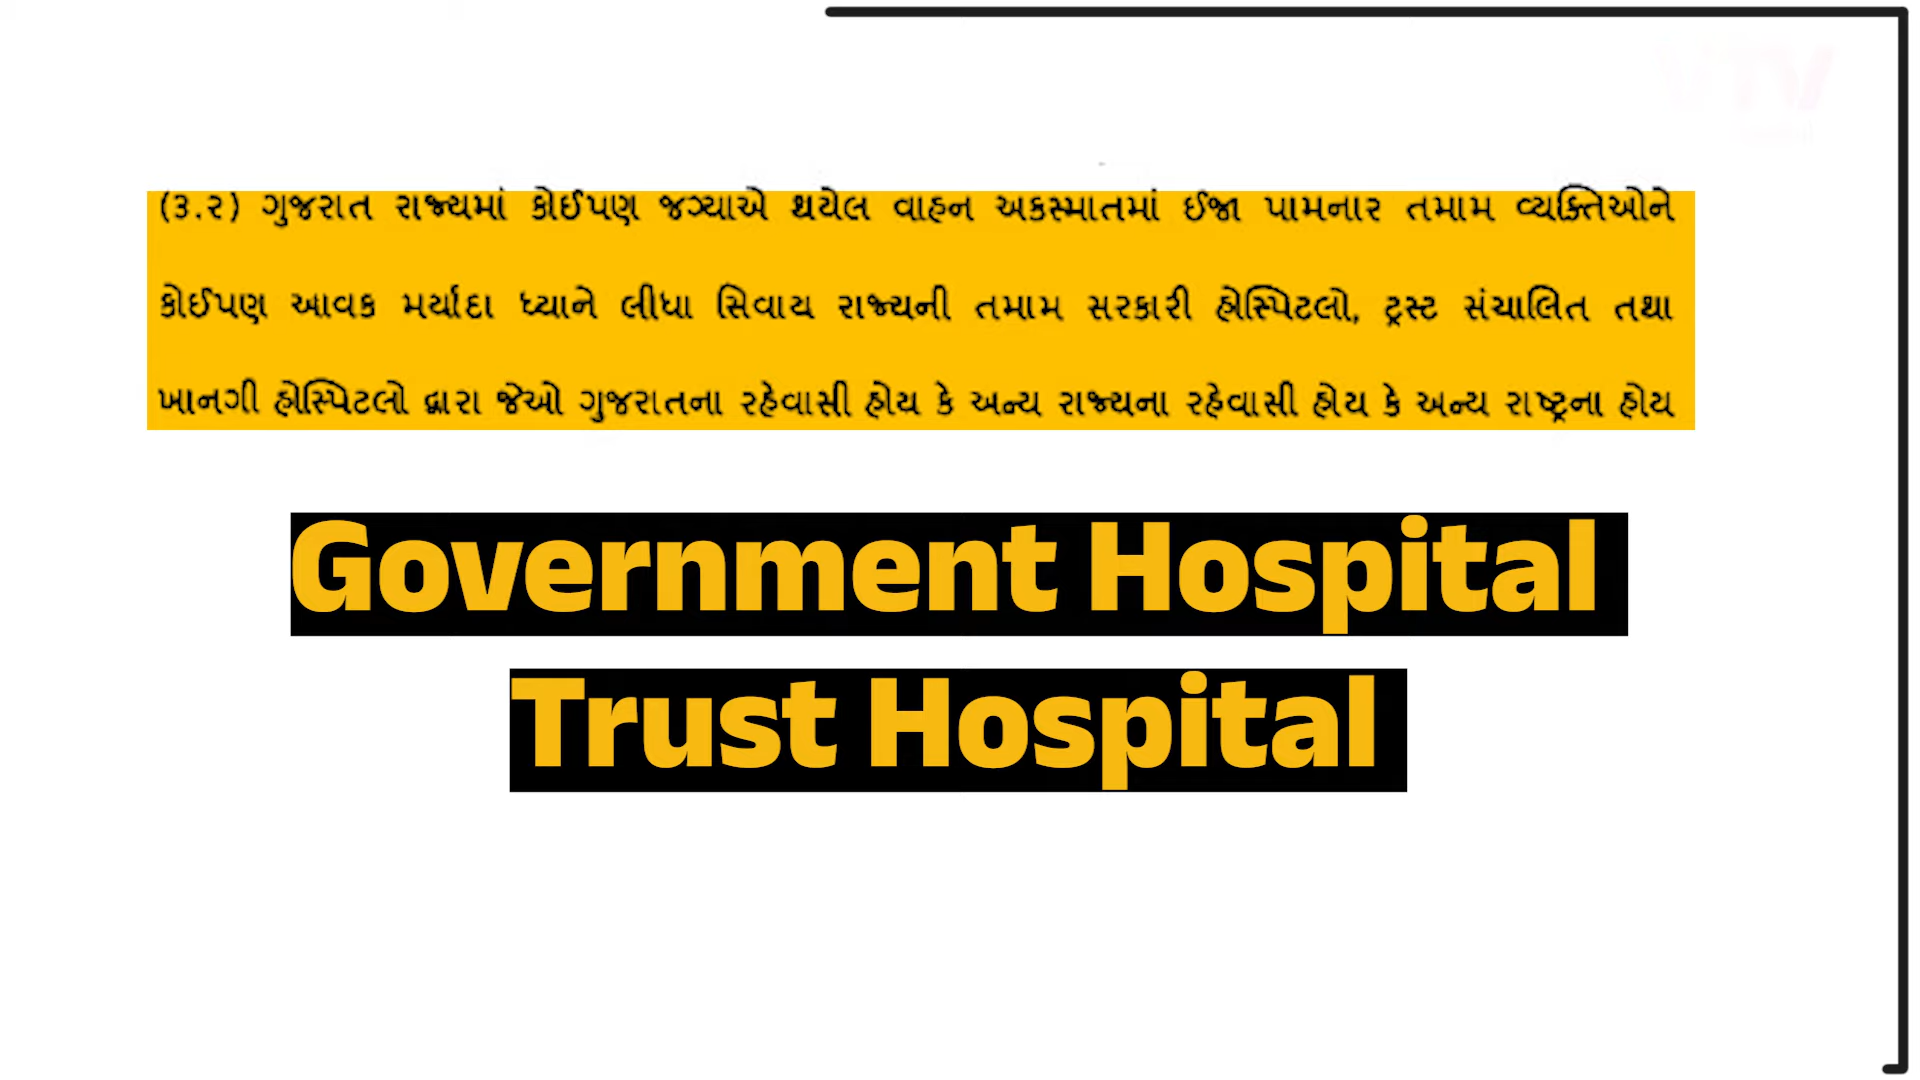 (૩.૨) ગુજરાત રાજ્યમાં કોઈપણ જગ્યાએ થયેલ વાહન અકસ્માતમાં ઈજા પામનાર તમામ વ્યક્તિઓને
કોઈપણ આવક મર્યાદા ધ્યાને લીધા સિવાય રાજ્યની તમામ સરકારી હોસ્પિટલો, ટ્રસ્ટ સંચાલિત તથા
ખાનગી હોસ્પિટલો દ્વારા જેઓ ગુજરાતના રહેવાસી હોય કે અન્ય રાજ્યના રહેવાસી હોય કે અન્ય રાષ્ટ્રના હોય
Government Hospital
Trust Hospital